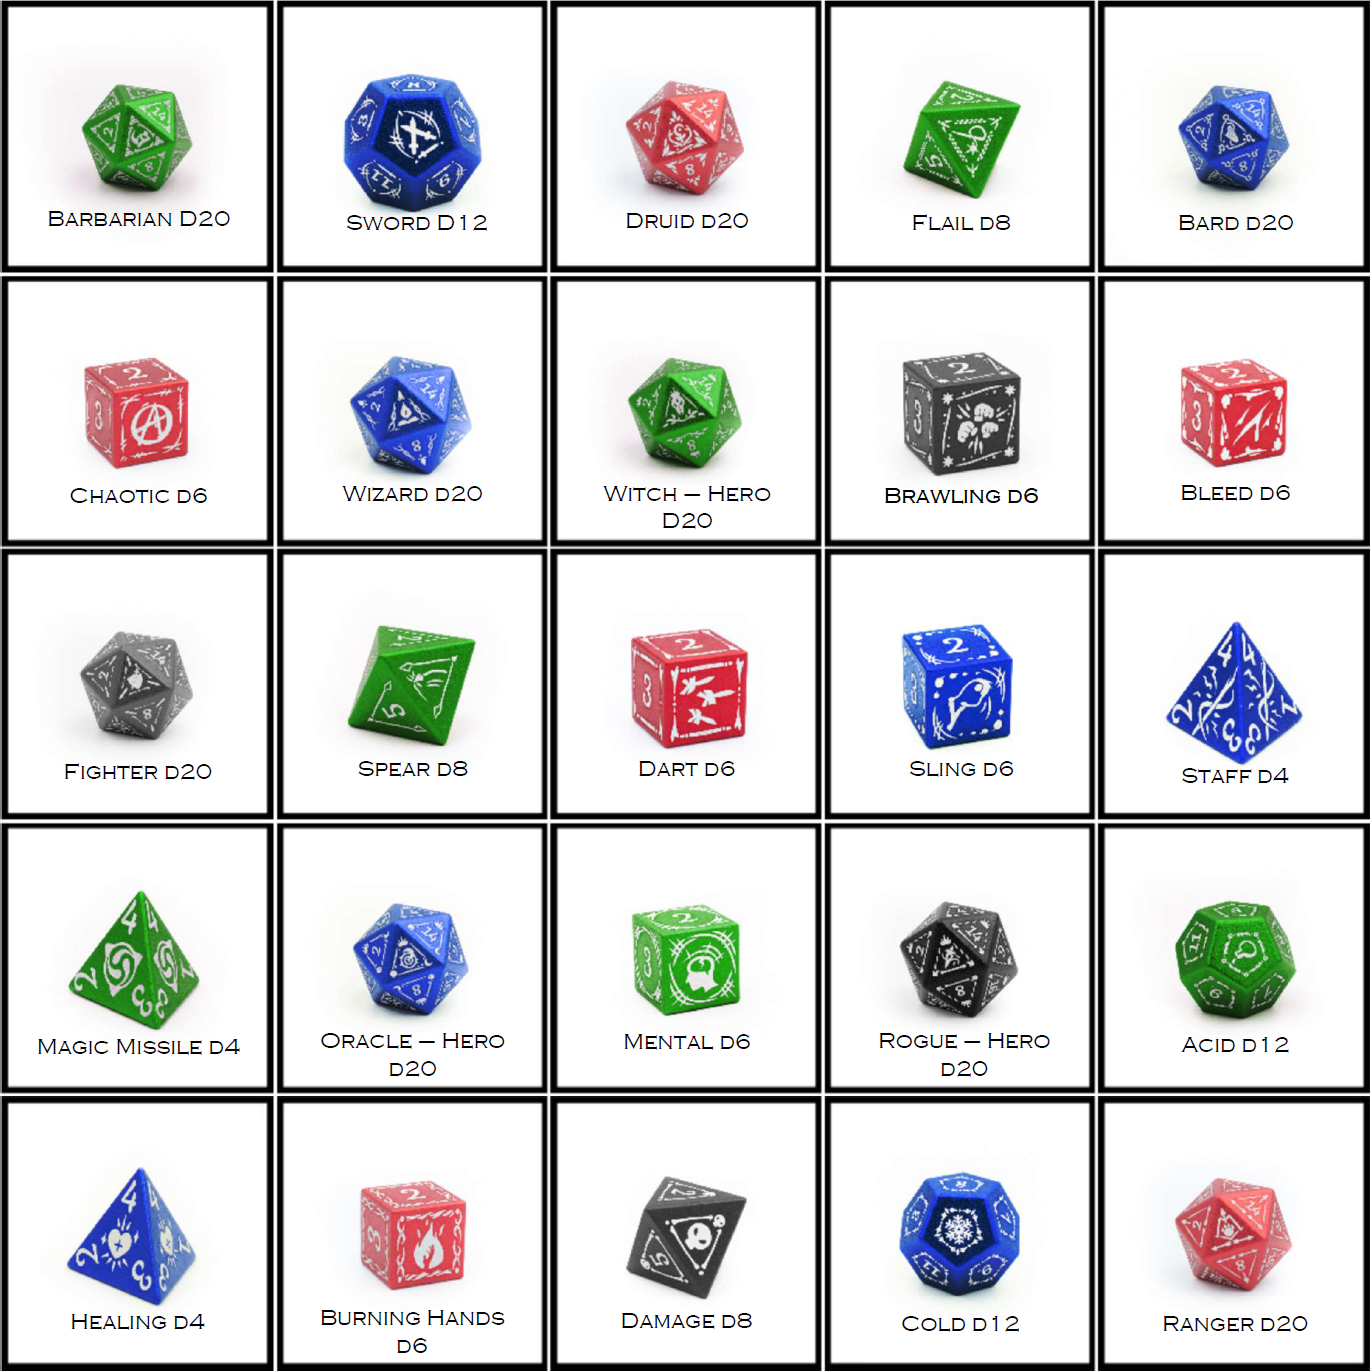 Barbarian D20
Sword D12
Druid d20
Flail d8
Bard d20
Chaotic d6
Wizard d20
Witch – Hero
D20
Brawling d6
Bleed d6
Fighter d20
Spear d8
Dart d6
Sling d6
Staff d4
Magic Missile d4
Oracle – Hero
d20
Mental d6
Rogue – Hero
d20
Acid d12
Healing d4
Burning Hands
d6
Damage d8
Cold d12
Ranger d20